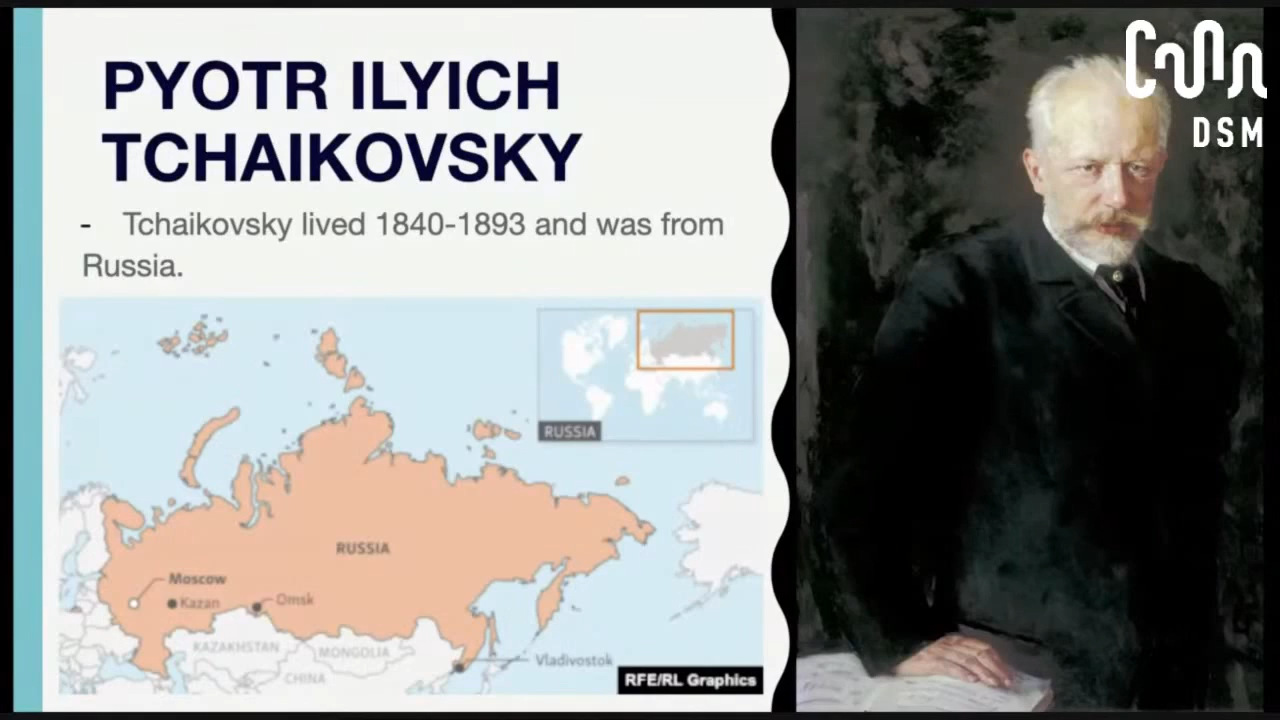 PYOTR ILYICH
TCHAIKOVSKY
- Tchaikovsky lived 1840-1893 and was from
Russia.
RUSSIA
RUSSIA
Moscow
Kazan
Omsk
KAZAKHSTAN
MONGOLIA
CHINA
Vladivostok
RFE/RL Graphics
DSM